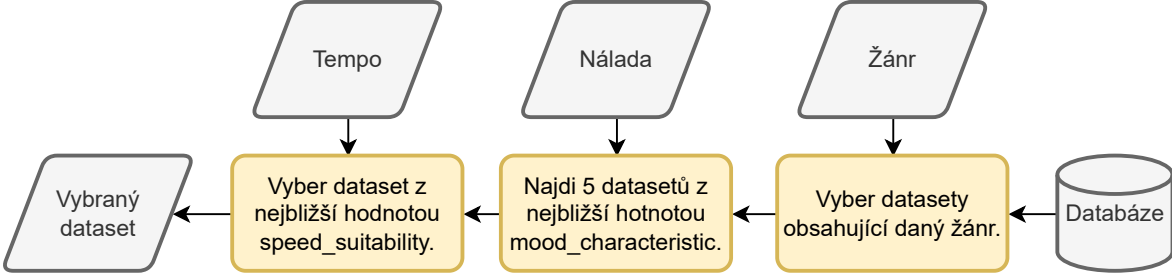 Tempo
Nálada
Žánr
Vybraný
dataset
Vyber dataset z
nejbližší hodnotou
speed_suitability.
Najdi 5 datasetů z
nejbližší hotnotou
mood_characteristic.
Vyber datasety
obsahující daný žánr.
Databáze